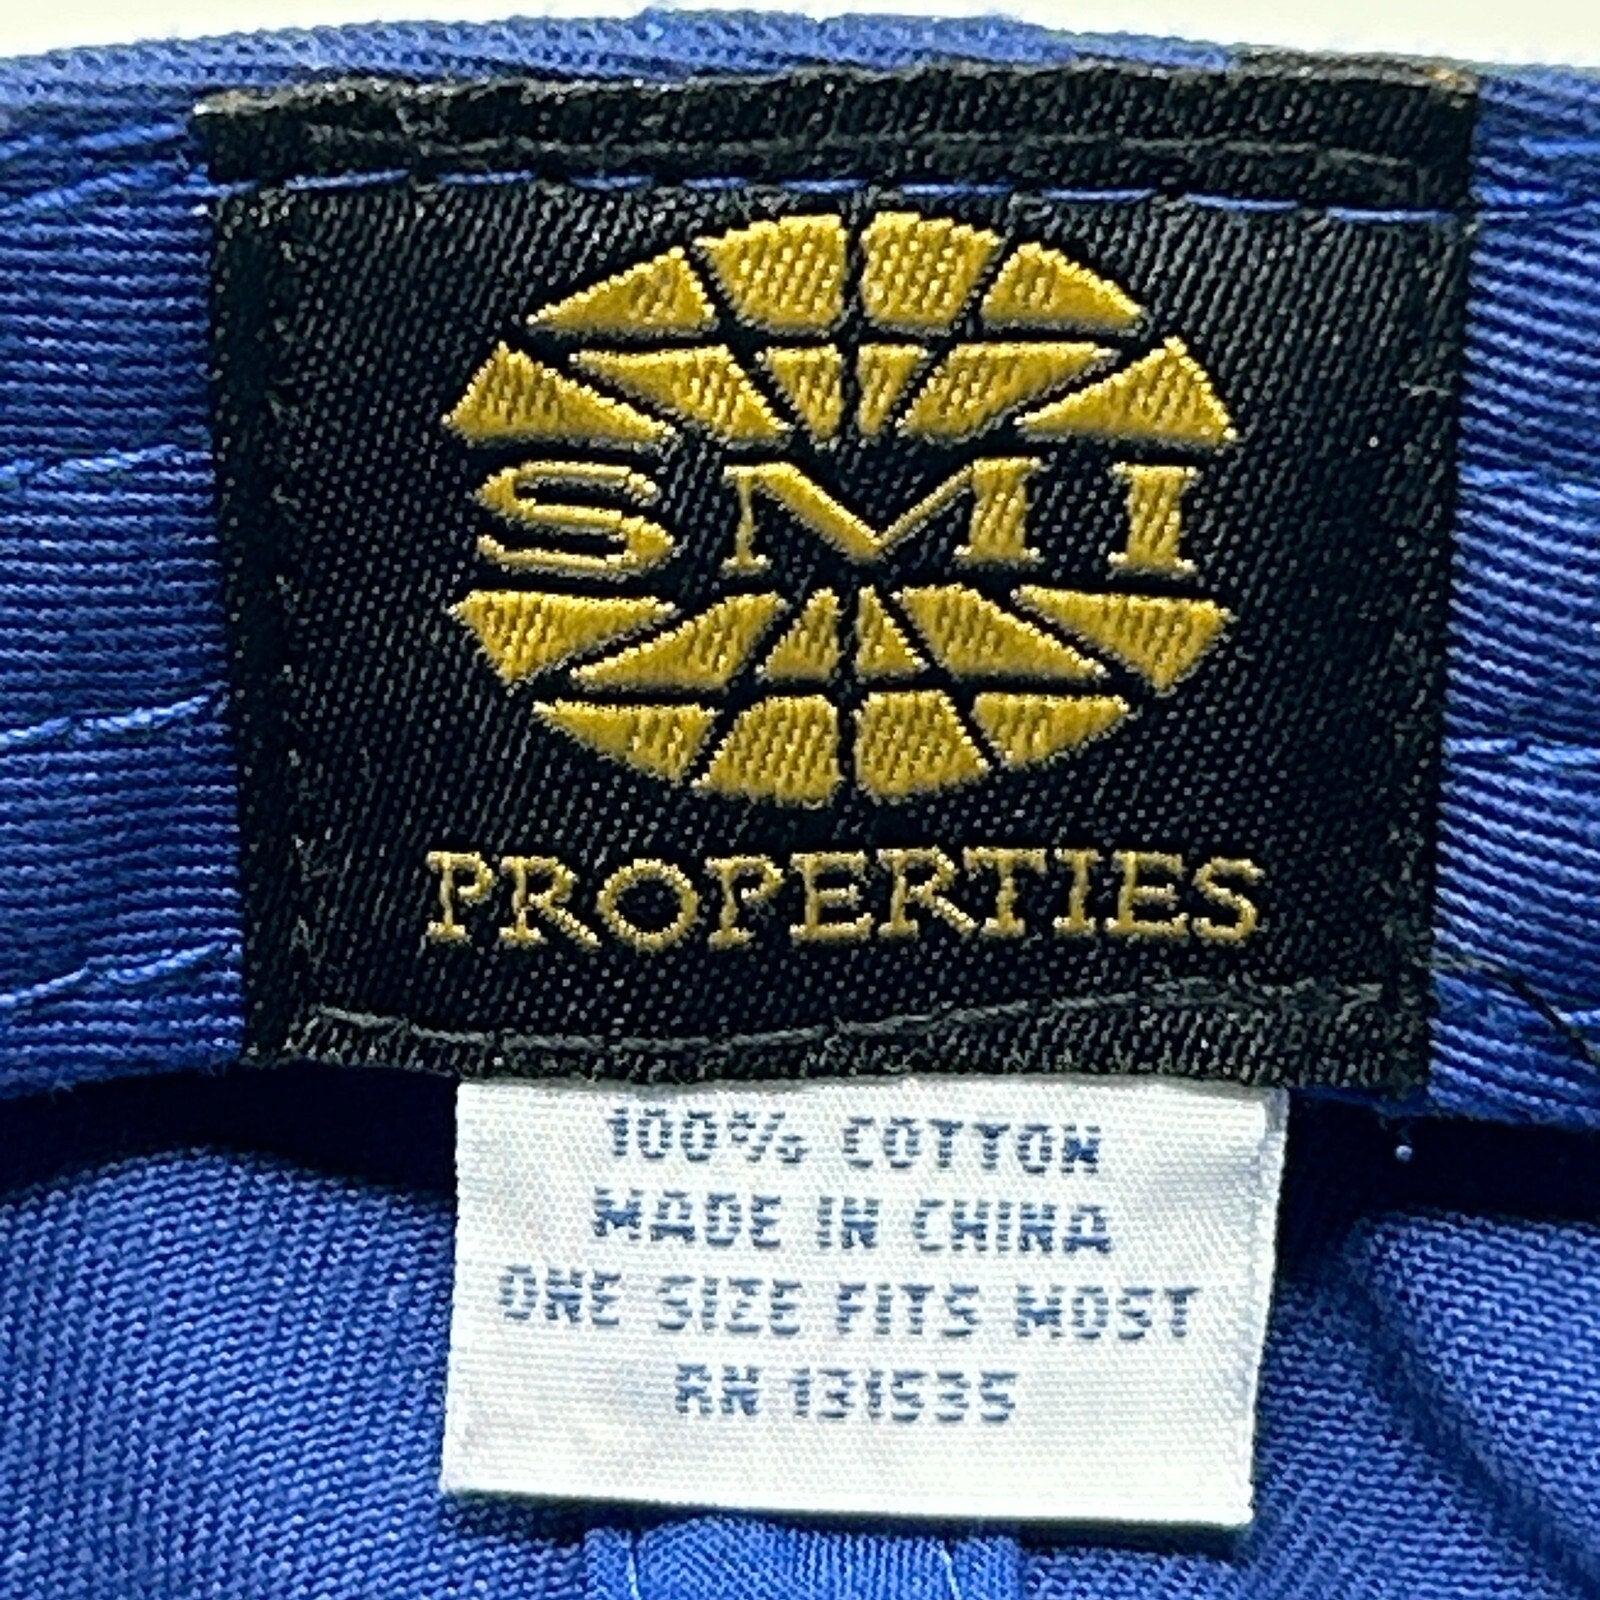 SMI
PROPERTIES
100% COTTON
MADE IN CHINA
ONE SIZE FITS MOST
RN 131535